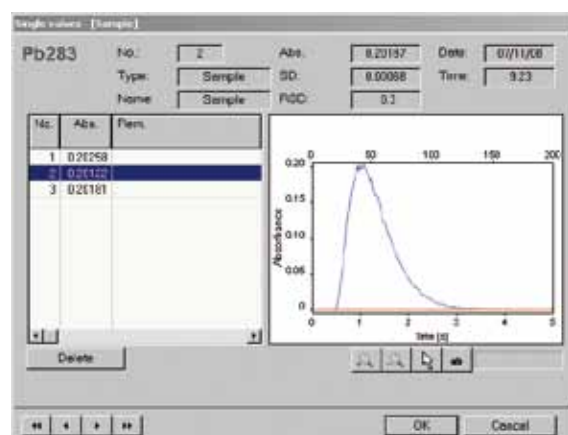 Single values [Sample]
Pb283
No.: 2
Type: Sample
Name: Sample
Abs.: 0.20187
SD: 0.00068
RSD: 0.3
Date: 07/11/06
Time: 9:23
No. Abs. Rem.
1 0.20258
2 0.20122
3 0.20181
Delete
0 50 100 150 200
0.20
0.10
0.05
0
Absorbance
0 1 2 3 4 5
Time [s]
OK Cancel